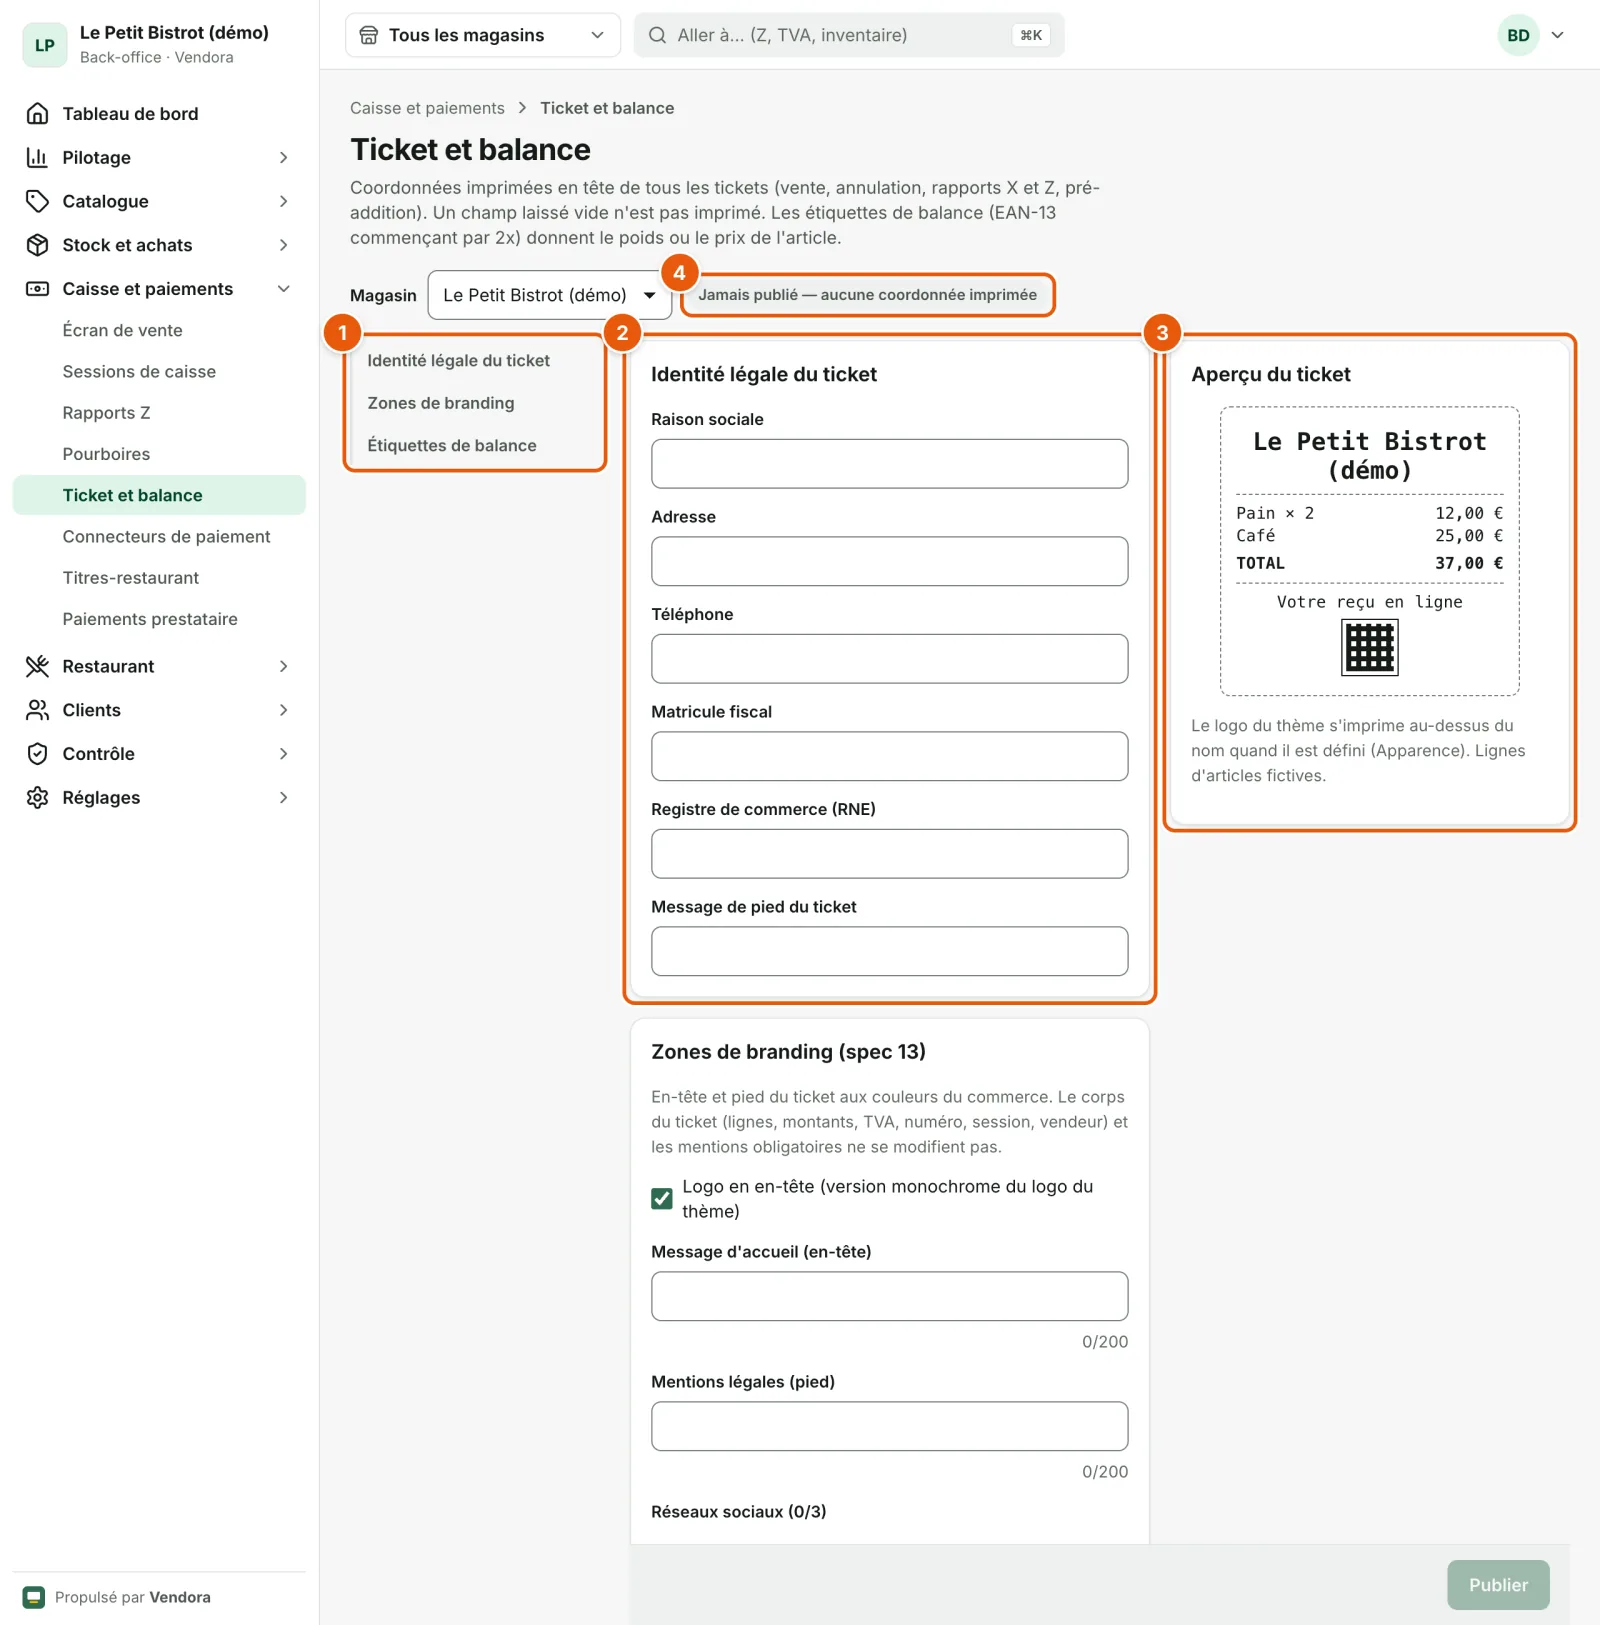 LP
Le Petit Bistrot (démo)
Back-office · Vendora
Tableau de bord
Pilotage
Catalogue
Stock et achats
Caisse et paiements
Écran de vente
Sessions de caisse
Rapports Z
Pourboires
Ticket et balance
Connecteurs de paiement
Titres-restaurant
Paiements prestataire
Restaurant
Clients
Contrôle
Réglages
Propulsé par Vendora
Tous les magasins
Aller à... (Z, TVA, inventaire)
⌘K
BD
Caisse et paiements > Ticket et balance
Ticket et balance
Coordonnées imprimées en tête de tous les tickets (vente, annulation, rapports X et Z, pré-
addition). Un champ laissé vide n'est pas imprimé. Les étiquettes de balance (EAN-13
commençant par 2x) donnent le poids ou le prix de l'article.
Magasin
Le Petit Bistrot (démo)
4
Jamais publié — aucune coordonnée imprimée
1
Identité légale du ticket
Zones de branding
Étiquettes de balance
2
Identité légale du ticket
Raison sociale
Adresse
Téléphone
Matricule fiscal
Registre de commerce (RNE)
Message de pied du ticket
Zones de branding (spec 13)
En-tête et pied du ticket aux couleurs du commerce. Le corps
du ticket (lignes, montants, TVA, numéro, session, vendeur) et
les mentions obligatoires ne se modifient pas.
Logo en en-tête (version monochrome du logo du
thème)
Message d'accueil (en-tête)
0/200
Mentions légales (pied)
0/200
Réseaux sociaux (0/3)
3
Aperçu du ticket
Le Petit Bistrot
(démo)
Pain × 2 12,00 €
Café 25,00 €
TOTAL 37,00 €
Votre reçu en ligne
Le logo du thème s'imprime au-dessus du
nom quand il est défini (Apparence). Lignes
d'articles fictives.
Publier